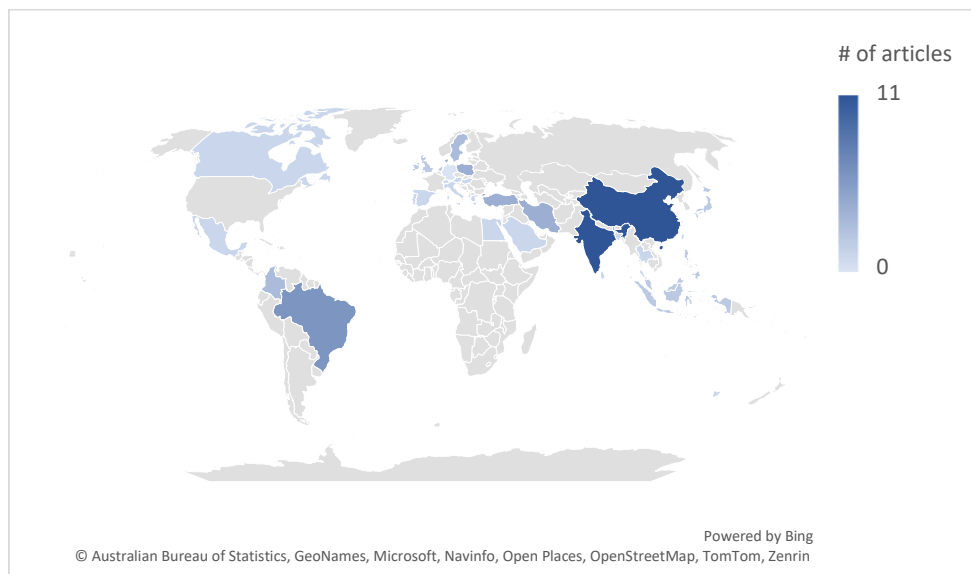 # of articles
11
0
Powered by Bing
© Australian Bureau of Statistics, GeoNames, Microsoft, Navinfo, Open Places, OpenStreetMap, TomTom, Zenrin